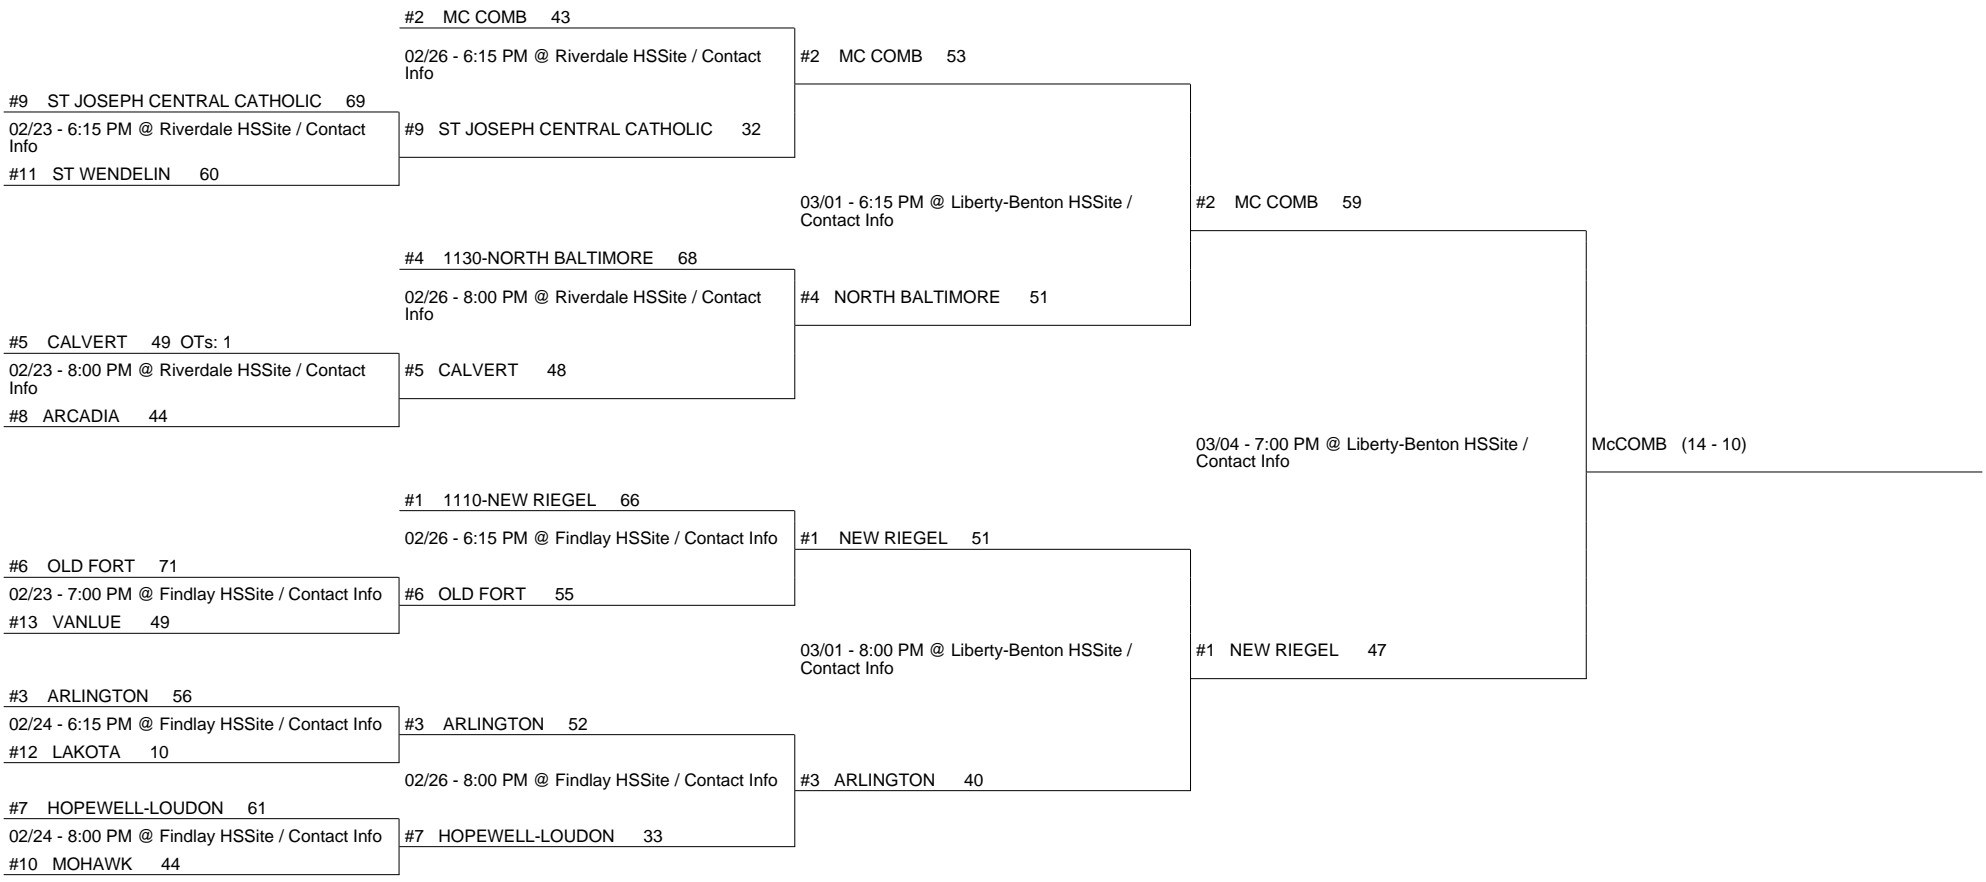 #2 MC COMB 43
02/26 - 6:15 PM @ Riverdale HSSite / Contact
Info
#2 MC COMB 53
#9 ST JOSEPH CENTRAL CATHOLIC 69
02/23 - 6:15 PM @ Riverdale HSSite / Contact
Info
#9 ST JOSEPH CENTRAL CATHOLIC 32
#11 ST WENDELIN 60
03/01 - 6:15 PM @ Liberty-Benton HSSite /
Contact Info
#2 MC COMB 59
#4 1130-NORTH BALTIMORE 68
02/26 - 8:00 PM @ Riverdale HSSite / Contact
Info
#4 NORTH BALTIMORE 51
#5 CALVERT 49 OTs: 1
02/23 - 8:00 PM @ Riverdale HSSite / Contact
Info
#5 CALVERT 48
#8 ARCADIA 44
03/04 - 7:00 PM @ Liberty-Benton HSSite /
Contact Info
McCOMB (14 - 10)
#1 1110-NEW RIEGEL 66
02/26 - 6:15 PM @ Findlay HSSite / Contact Info
#1 NEW RIEGEL 51
#6 OLD FORT 71
02/23 - 7:00 PM @ Findlay HSSite / Contact Info
#6 OLD FORT 55
#13 VANLUE 49
03/01 - 8:00 PM @ Liberty-Benton HSSite /
Contact Info
#1 NEW RIEGEL 47
#3 ARLINGTON 56
02/24 - 6:15 PM @ Findlay HSSite / Contact Info
#3 ARLINGTON 52
#12 LAKOTA 10
02/26 - 8:00 PM @ Findlay HSSite / Contact Info
#3 ARLINGTON 40
#7 HOPEWELL-LOUDON 61
02/24 - 8:00 PM @ Findlay HSSite / Contact Info
#7 HOPEWELL-LOUDON 33
#10 MOHAWK 44